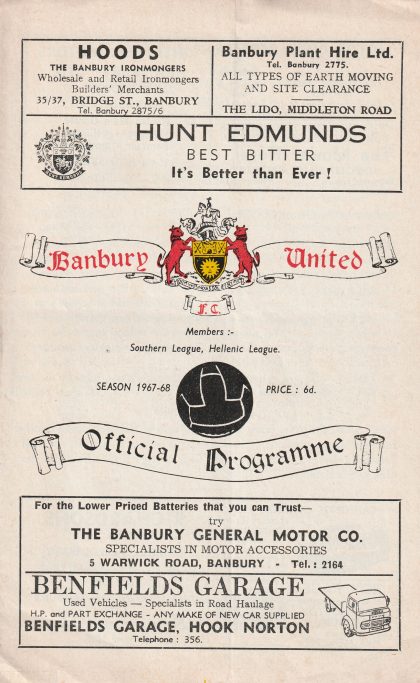 HOODS
THE BANBURY IRONMONGERS
Wholesale and Retail Ironmongers
Builders' Merchants
35/37, BRIDGE ST., BANBURY
Tel. Banbury 2875/6
Banbury Plant Hire Ltd.
Tel. Banbury 2775.
ALL TYPES OF EARTH MOVING
AND SITE CLEARANCE
THE LIDO, MIDDLETON ROAD
HUNT EDMUNDS
BEST BITTER
It's Better than Ever !
HUNT EDMUNDS
Banbury United
F.C.
Members :-
Southern League, Hellenic League.
SEASON 1967-68 PRICE : 6d.
Official Programme
For the Lower Priced Batteries that you can Trust—
try
THE BANBURY GENERAL MOTOR CO.
SPECIALISTS IN MOTOR ACCESSORIES
5 WARWICK ROAD, BANBURY - Tel. : 2164
BENFIELDS GARAGE
Used Vehicles — Specialists in Road Haulage
H.P. and PART EXCHANGE - ANY MAKE OF NEW CAR SUPPLIED
BENFIELDS GARAGE, HOOK NORTON
Telephone : 356.